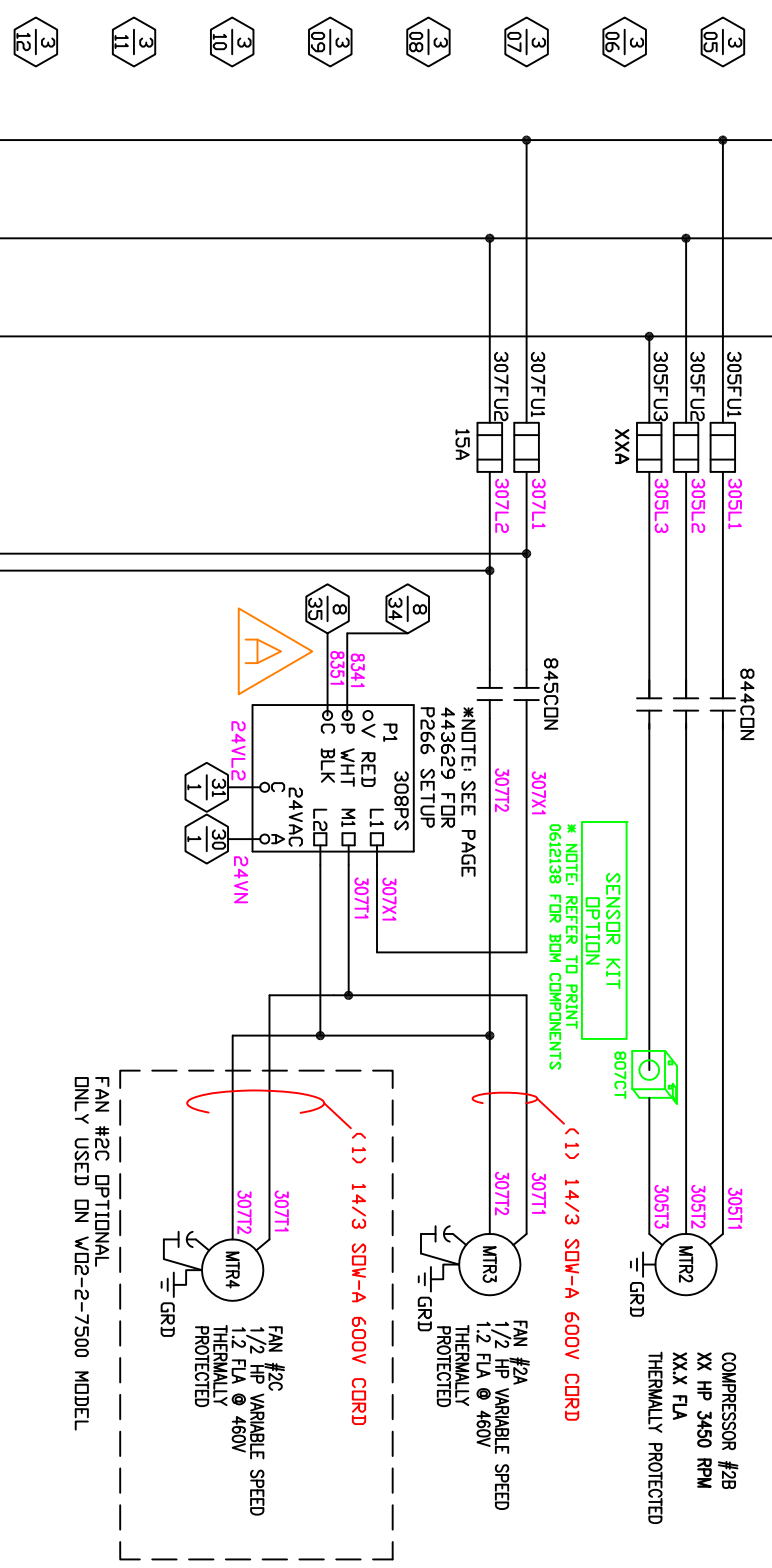 3
05
3
06
3
07
3
08
3
09
3
10
3
11
3
12
305FU1
305FU2
305FU3
XXA
305L1
305L2
305L3
844CON
305T1
305T2
305T3
MTR2
GRD
COMPRESSOR #2B
XX HP 3450 RPM
XX.X FLA
THERMALLY PROTECTED
SENSOR KIT
OPTION
* NOTE: REFER TO PRINT
0612138 FOR BOM COMPONENTS
807CT
307FU1
307FU2
15A
307L1
307L2
845CON
307X1
307T2
*NOTE: SEE PAGE
443629 FOR
P266 SETUP
(1) 14/3 SOW-A 600V CORD
307T1
307T2
MTR3
GRD
FAN #2A
1/2 HP VARIABLE SPEED
1.2 FLA @ 460V
THERMALLY
PROTECTED
8
34
8
35
8341
8351
A
308PS
P1
V RED
P WHT
C BLK
L1
M1
L2
24VAC
C
A
307X1
307T1
24VL2
24VN
31
1
30
1
(1) 14/3 SOW-A 600V CORD
307T1
307T2
MTR4
GRD
FAN #2C
1/2 HP VARIABLE SPEED
1.2 FLA @ 460V
THERMALLY
PROTECTED
FAN #2C OPTIONAL
ONLY USED ON WD2-2-7500 MODEL